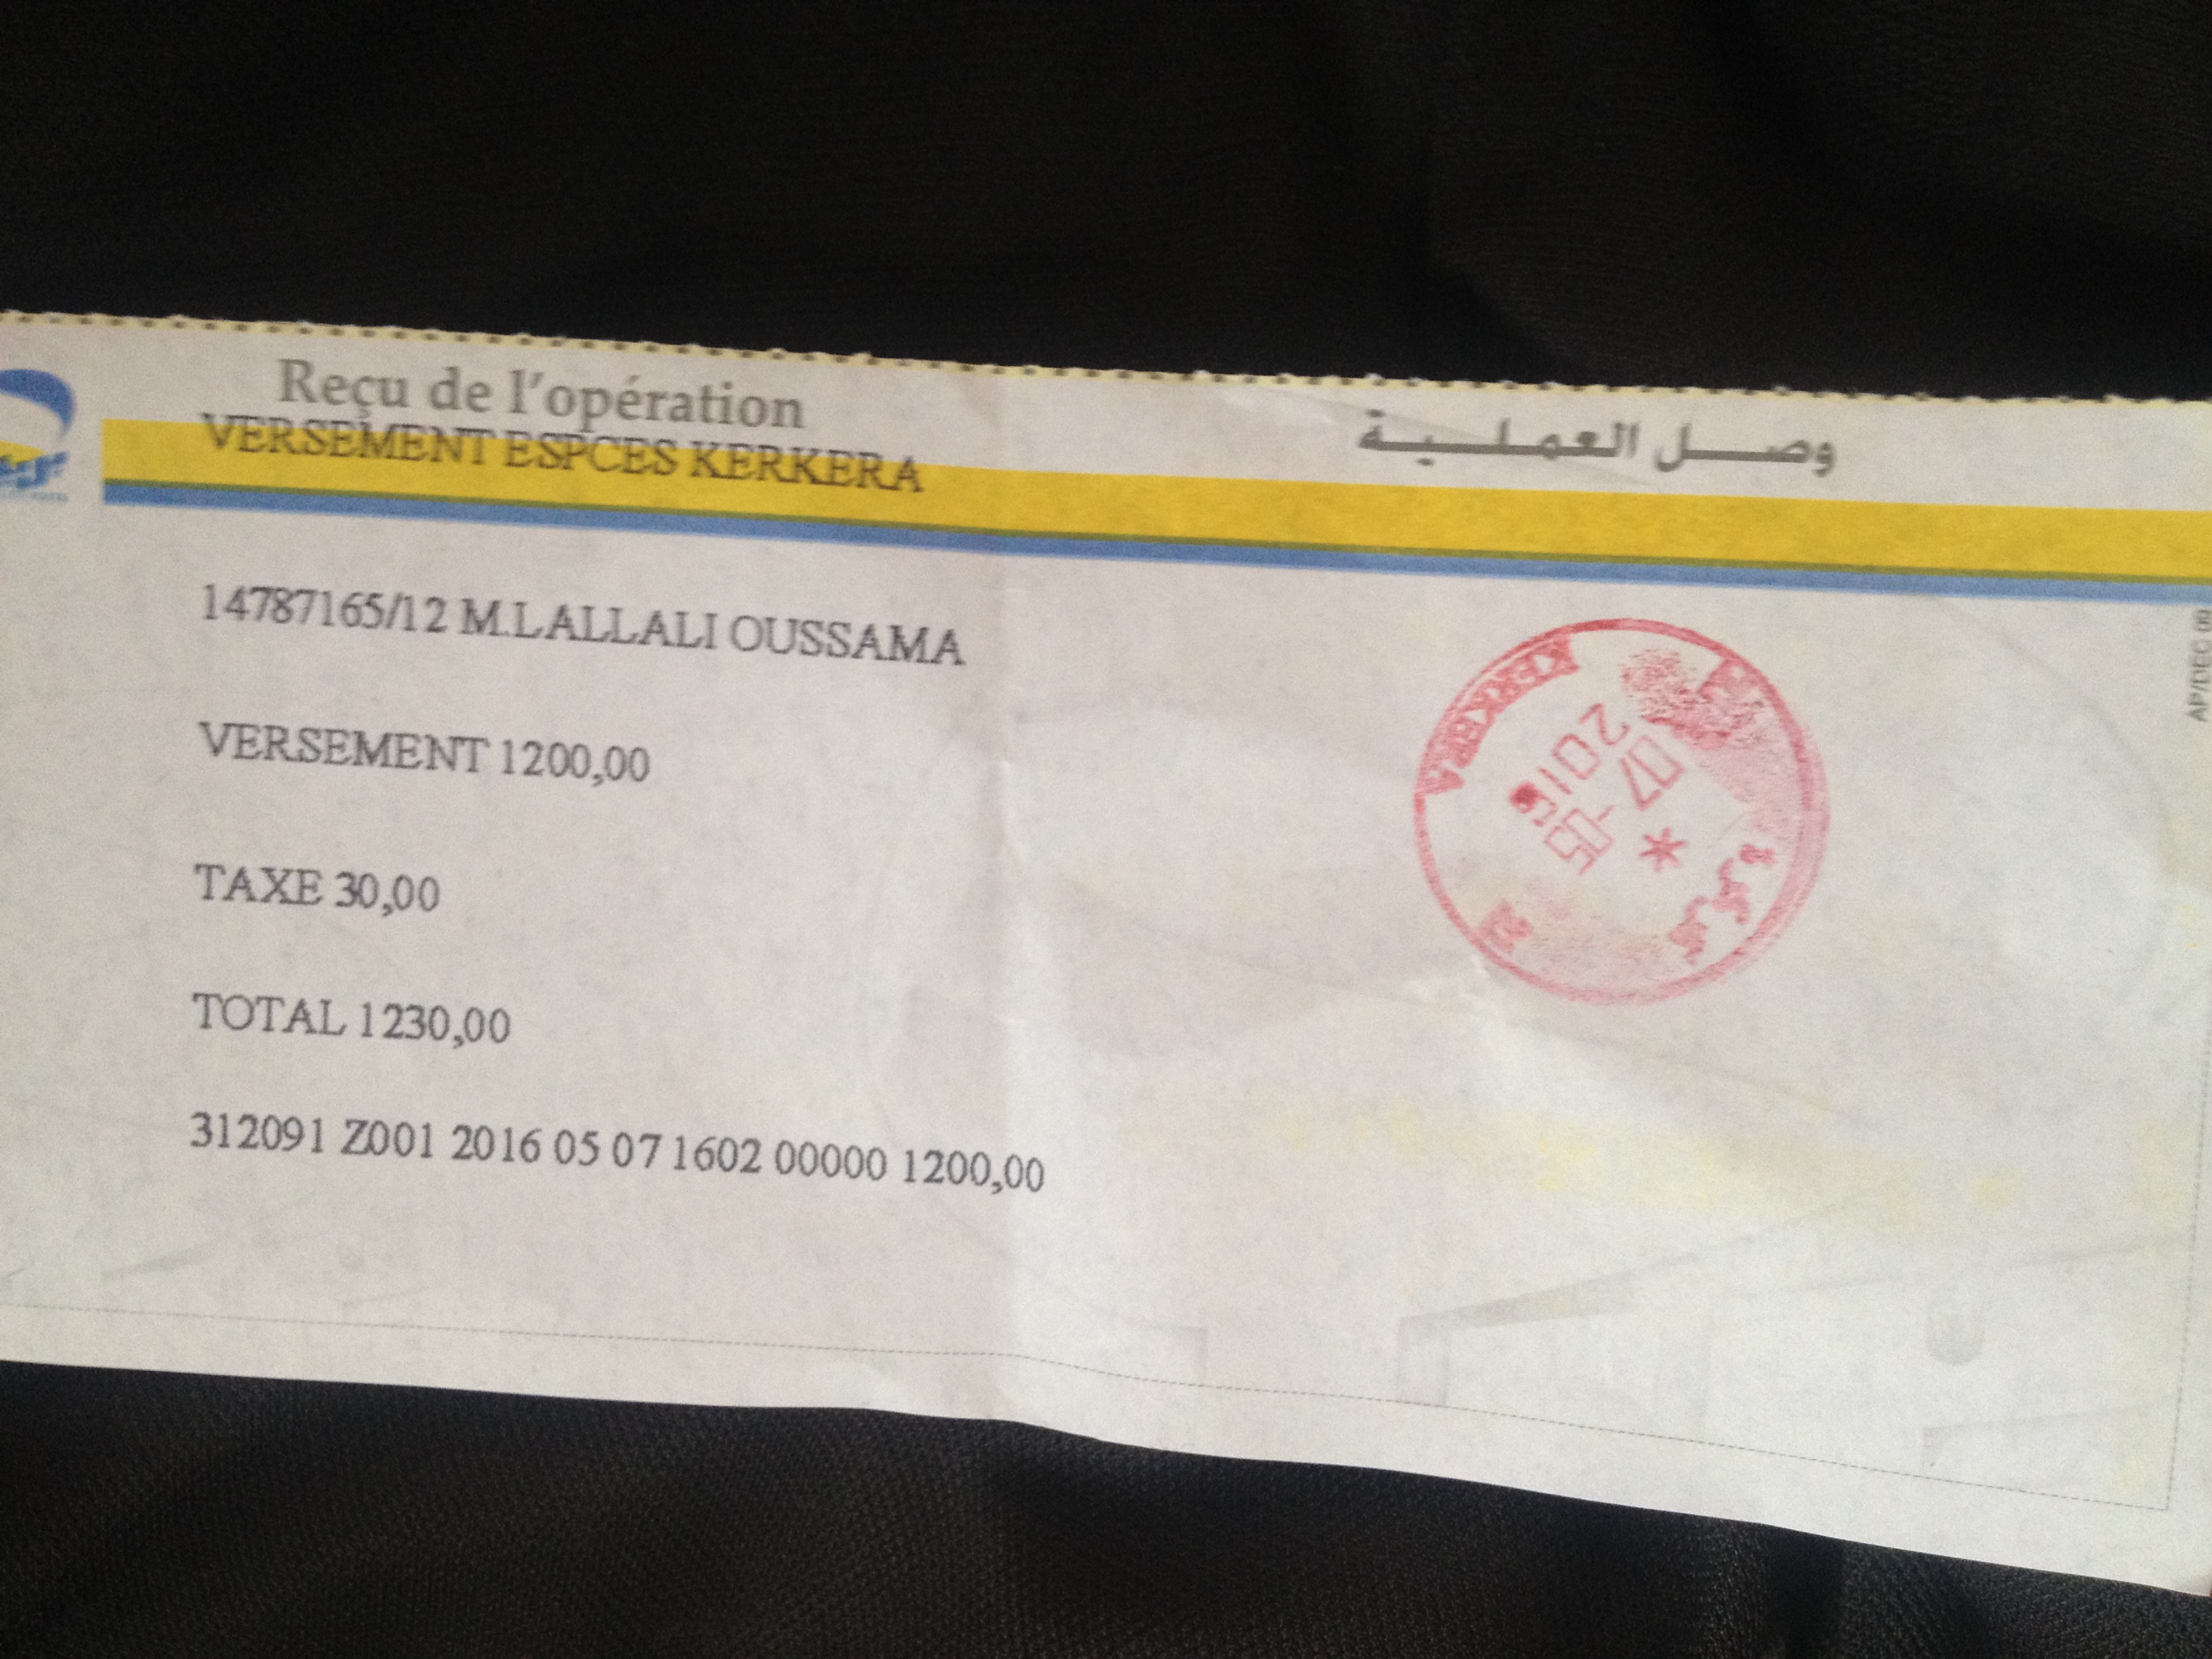 Reçu de l'opération
وصل العملية
VERSEMENT ESPCES KERKERA
14787165/12 M.LALLALI OUSSAMA
VERSEMENT 1200,00
TAXE 30,00
TOTAL 1230,00
312091 Z001 2016 05 07 1602 00000 1200,00
KERKERA
07 -05
2016
كركرة